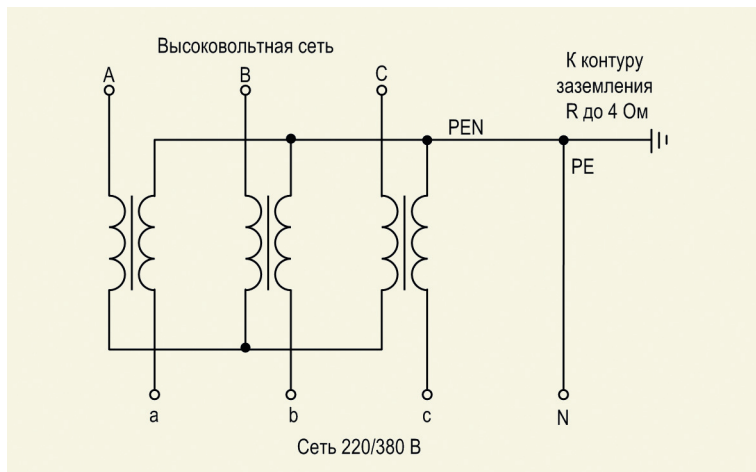 Высоковольтная сеть
A
B
C
К контуру
заземления
R до 4 Ом
PEN
PE
a
b
c
N
Сеть 220/380 В